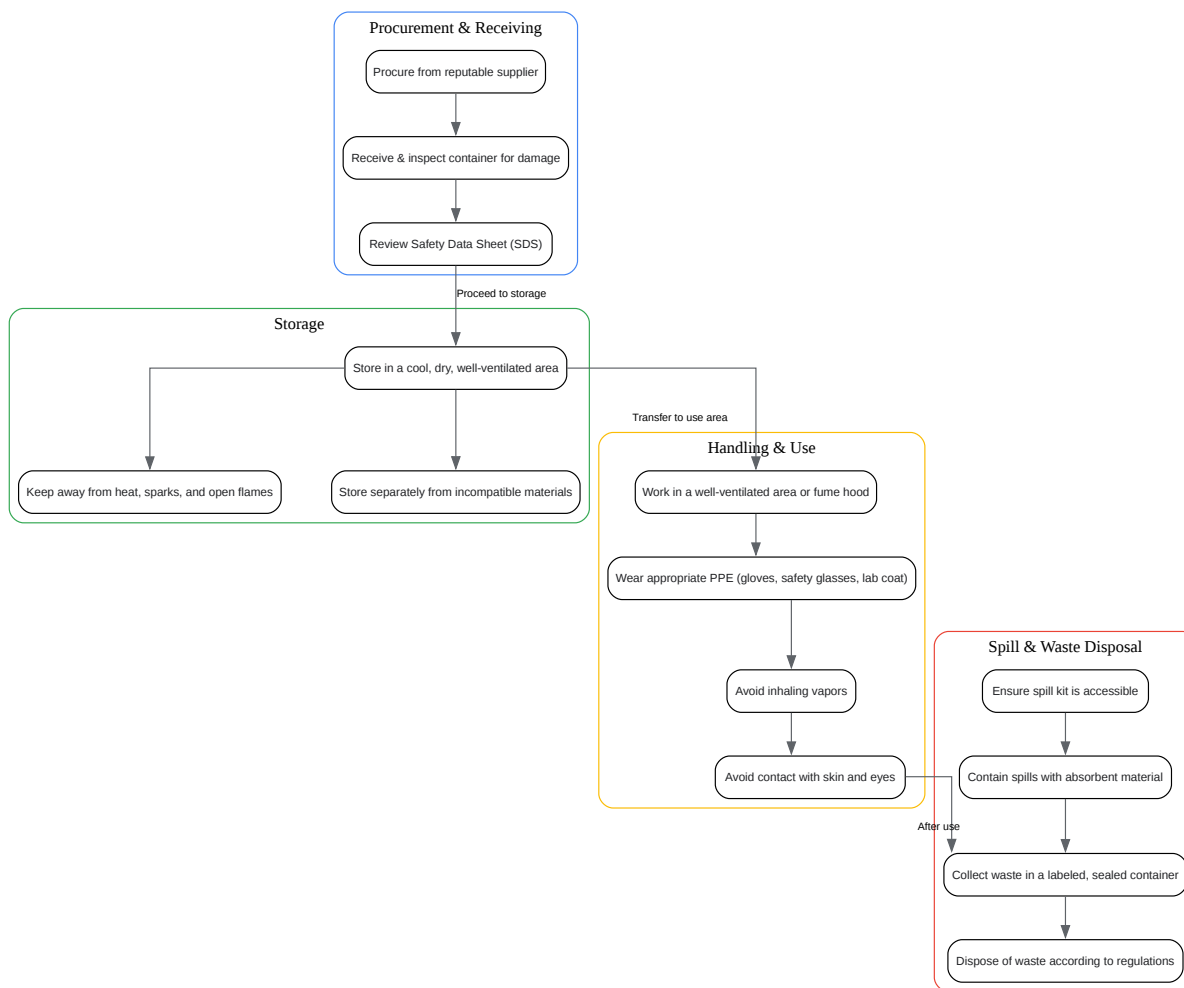 Procurement & Receiving
Procure from reputable supplier
Receive & inspect container for damage
Review Safety Data Sheet (SDS)
Proceed to storage
Storage
Store in a cool, dry, well-ventilated area
Keep away from heat, sparks, and open flames
Store separately from incompatible materials
Transfer to use area
Handling & Use
Work in a well-ventilated area or fume hood
Wear appropriate PPE (gloves, safety glasses, lab coat)
Avoid inhaling vapors
Avoid contact with skin and eyes
After use
Spill & Waste Disposal
Ensure spill kit is accessible
Contain spills with absorbent material
Collect waste in a labeled, sealed container
Dispose of waste according to regulations